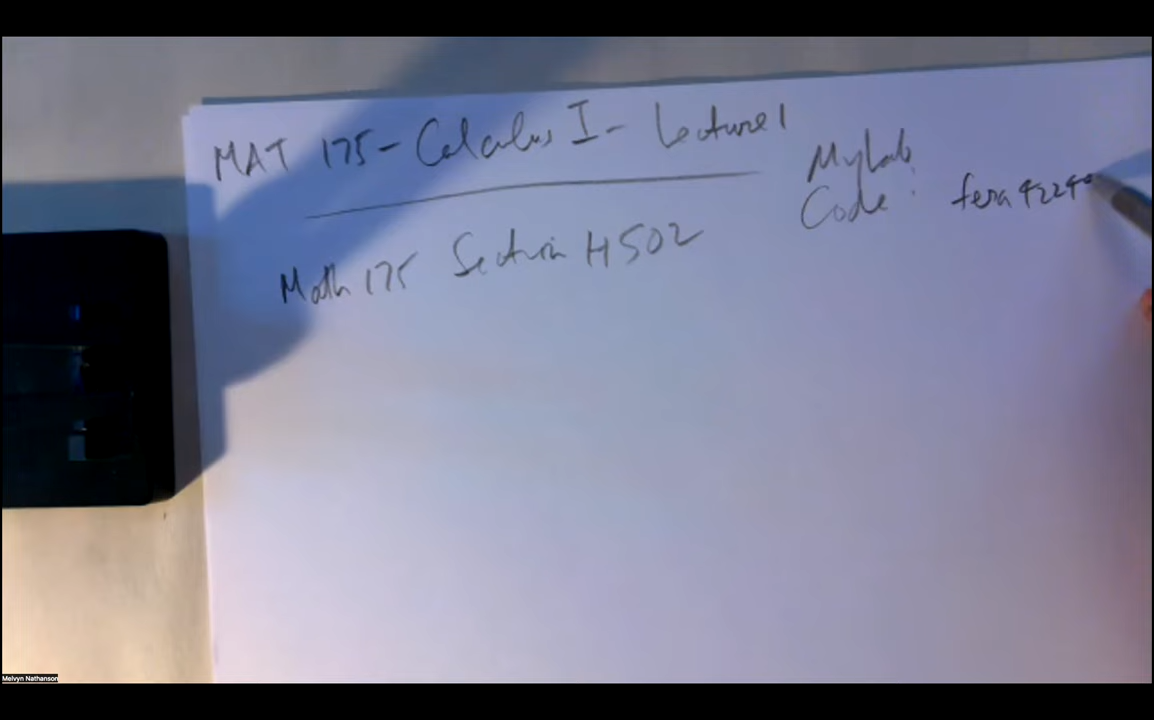 MAT 175 - Calculus I - Lecture 1
MyLab
Code:
Math 175 Section H502
Melvyn Nathanson